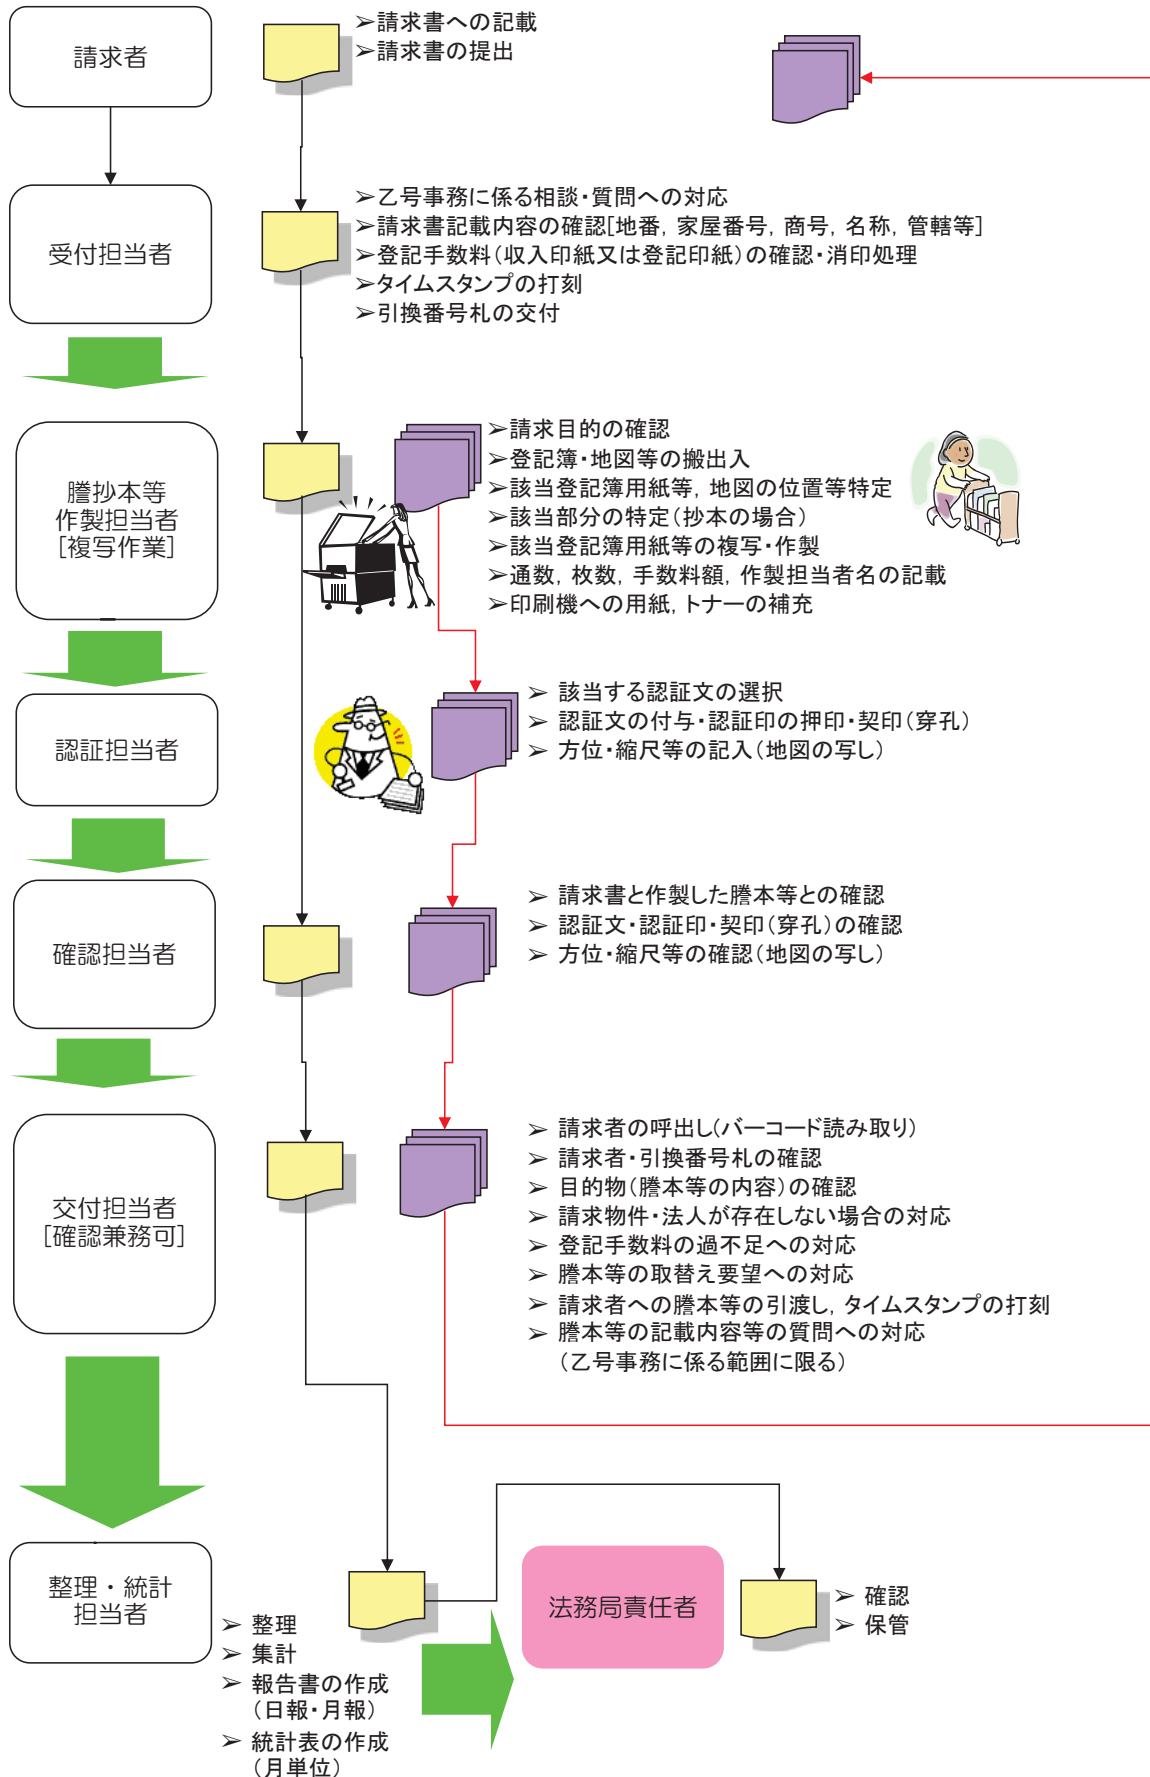 請求者
➢請求書への記載
➢請求書の提出
受付担当者
➢乙号事務に係る相談・質問への対応
➢請求書記載内容の確認[地番，家屋番号，商号，名称，管轄等]
➢登記手数料（収入印紙又は登記印紙）の確認・消印処理
➢タイムスタンプの打刻
➢引換番号札の交付
謄抄本等
作製担当者
[複写作業]
➢請求目的の確認
➢登記簿・地図等の搬出入
➢該当登記簿用紙等，地図の位置等特定
➢該当部分の特定（抄本の場合）
➢該当登記簿用紙等の複写・作製
➢通数，枚数，手数料額，作製担当者名の記載
➢印刷機への用紙，トナーの補充
認証担当者
➢ 該当する認証文の選択
➢ 認証文の付与・認証印の押印・契印（穿孔）
➢ 方位・縮尺等の記入（地図の写し）
確認担当者
➢ 請求書と作製した謄本等との確認
➢ 認証文・認証印・契印（穿孔）の確認
➢ 方位・縮尺等の確認（地図の写し）
交付担当者
[確認兼務可]
➢ 請求者の呼出し（バーコード読み取り）
➢ 請求者・引換番号札の確認
➢ 目的物（謄本等の内容）の確認
➢ 請求物件・法人が存在しない場合の対応
➢ 登記手数料の過不足への対応
➢ 謄本等の取替え要望への対応
➢ 請求者への謄本等の引渡し，タイムスタンプの打刻
➢ 謄本等の記載内容等の質問への対応
（乙号事務に係る範囲に限る）
整理・統計
担当者
➢ 整理
➢ 集計
➢ 報告書の作成
（日報・月報）
➢ 統計表の作成
（月単位）
法務局責任者
➢ 確認
➢ 保管